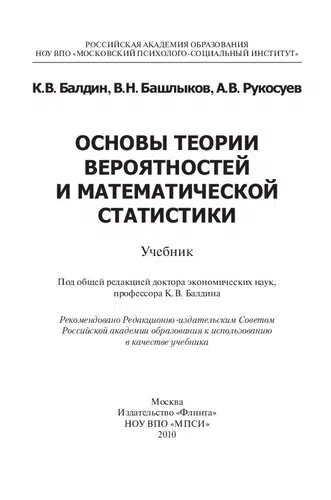 РОССИЙСКАЯ АКАДЕМИЯ ОБРАЗОВАНИЯ
НОУ ВПО «МОСКОВСКИЙ ПСИХОЛОГО-СОЦИАЛЬНЫЙ ИНСТИТУТ»
К.В. Балдин, В.Н. Башлыков, А.В. Рукосуев
ОСНОВЫ ТЕОРИИ
ВЕРОЯТНОСТЕЙ
И МАТЕМАТИЧЕСКОЙ
СТАТИСТИКИ
Учебник
Под общей редакцией доктора экономических наук,
профессора К. В. Балдина
Рекомендовано Редакционно-издательским Советом
Российской академии образования к использованию
в качестве учебника
Москва
Издательство «Флинта»
НОУ ВПО «МПСИ»
2010